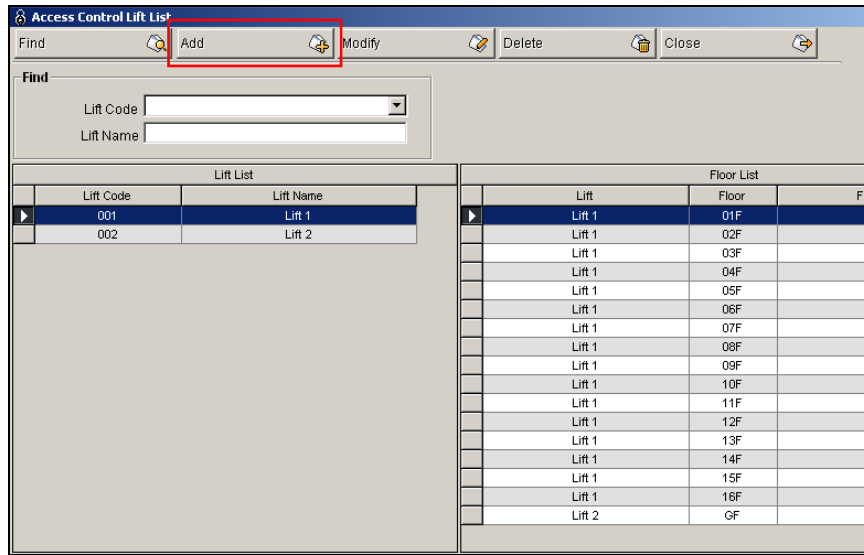 Access Control Lift List
Find Add Modify Delete Close
Find
Lift Code
Lift Name
Lift List Floor List
Lift Code Lift Name Lift Floor F
001 Lift 1 Lift 1 01F
002 Lift 2 Lift 1 02F
Lift 1 03F
Lift 1 04F
Lift 1 05F
Lift 1 06F
Lift 1 07F
Lift 1 08F
Lift 1 09F
Lift 1 10F
Lift 1 11F
Lift 1 12F
Lift 1 13F
Lift 1 14F
Lift 1 15F
Lift 1 16F
Lift 2 GF